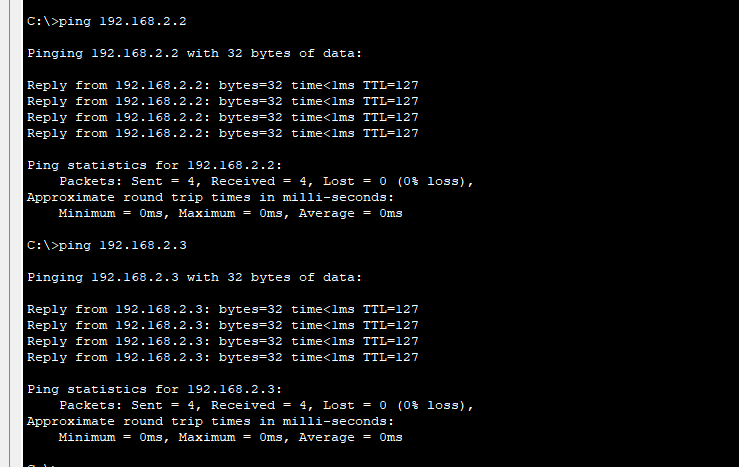 C:\>ping 192.168.2.2
Pinging 192.168.2.2 with 32 bytes of data:
Reply from 192.168.2.2: bytes=32 time<1ms TTL=127
Reply from 192.168.2.2: bytes=32 time<1ms TTL=127
Reply from 192.168.2.2: bytes=32 time<1ms TTL=127
Reply from 192.168.2.2: bytes=32 time<1ms TTL=127
Ping statistics for 192.168.2.2:
Packets: Sent = 4, Received = 4, Lost = 0 (0% loss),
Approximate round trip times in milli-seconds:
Minimum = 0ms, Maximum = 0ms, Average = 0ms
C:\>ping 192.168.2.3
Pinging 192.168.2.3 with 32 bytes of data:
Reply from 192.168.2.3: bytes=32 time<1ms TTL=127
Reply from 192.168.2.3: bytes=32 time<1ms TTL=127
Reply from 192.168.2.3: bytes=32 time<1ms TTL=127
Reply from 192.168.2.3: bytes=32 time<1ms TTL=127
Ping statistics for 192.168.2.3:
Packets: Sent = 4, Received = 4, Lost = 0 (0% loss),
Approximate round trip times in milli-seconds:
Minimum = 0ms, Maximum = 0ms, Average = 0ms